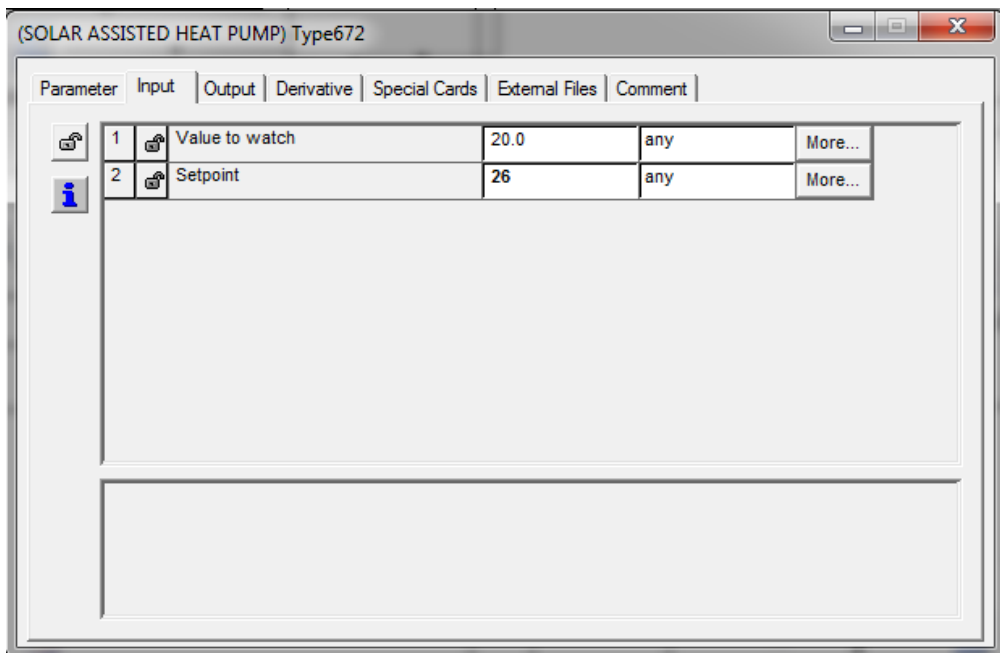 (SOLAR ASSISTED HEAT PUMP) Type672
Parameter Input Output Derivative Special Cards External Files Comment
1 Value to watch 20.0 any More...
2 Setpoint 26 any More...